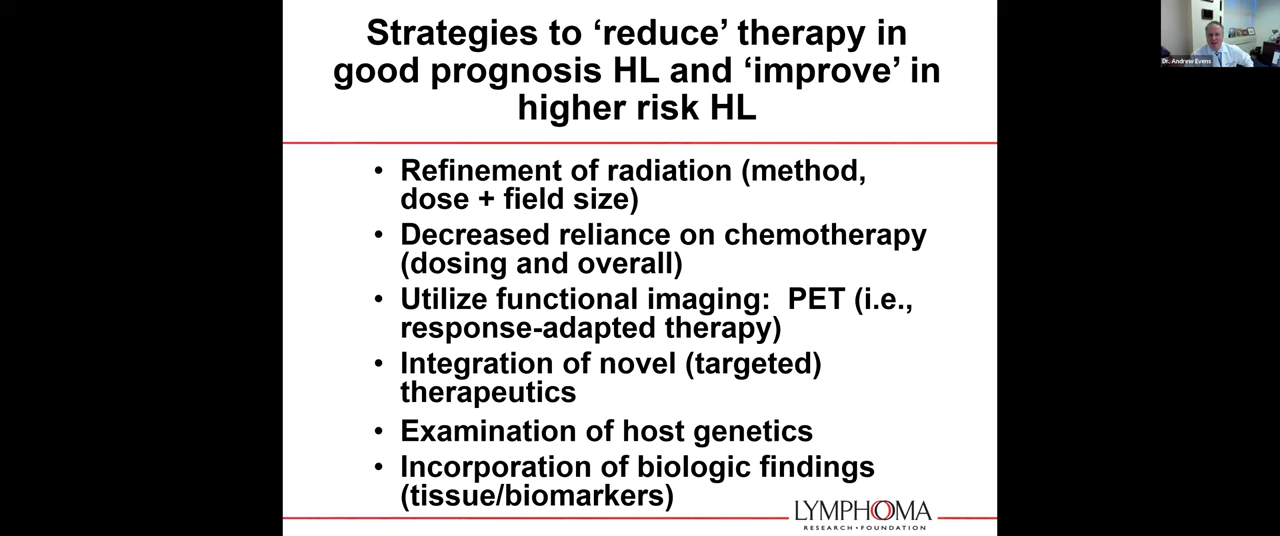 Strategies to ‘reduce’ therapy in
good prognosis HL and ‘improve’ in
higher risk HL
• Refinement of radiation (method,
dose + field size)
• Decreased reliance on chemotherapy
(dosing and overall)
• Utilize functional imaging:  PET (i.e.,
response-adapted therapy)
• Integration of novel (targeted)
therapeutics
• Examination of host genetics
• Incorporation of biologic findings
(tissue/biomarkers)
LYMPHOMA
RESEARCH • FOUNDATION
Dr. Andrew Evens